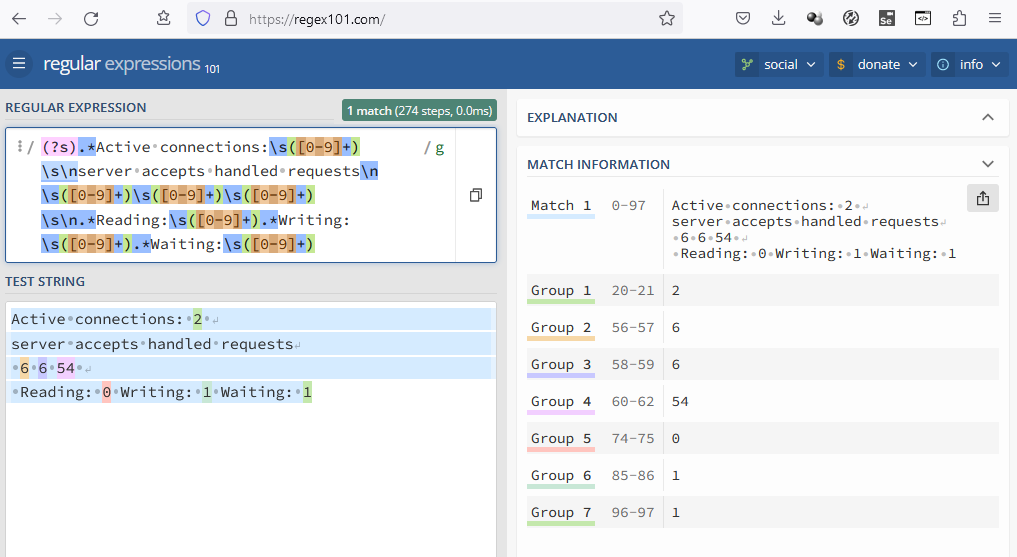 https://regex101.com/
Se
regular expressions 101
social
$ donate
info
REGULAR EXPRESSION
1 match (274 steps, 0.0ms)
/ (?s).*Active·connections:\s([0-9]+) / g
\s\nserver·accepts·handled·requests\n
\s([0-9]+)\s([0-9]+)\s([0-9]+)
\s\n.*Reading:\s([0-9]+).*Writing:
\s([0-9]+).*Waiting:\s([0-9]+)
TEST STRING
Active·connections:·2·↵
server·accepts·handled·requests↵
·6·6·54·↵
·Reading:·0·Writing:·1·Waiting:·1
EXPLANATION
MATCH INFORMATION
Match 1 0-97 Active·connections:·2·↵
server·accepts·handled·requests↵
·6·6·54·↵
·Reading:·0·Writing:·1·Waiting:·1
Group 1 20-21 2
Group 2 56-57 6
Group 3 58-59 6
Group 4 60-62 54
Group 5 74-75 0
Group 6 85-86 1
Group 7 96-97 1